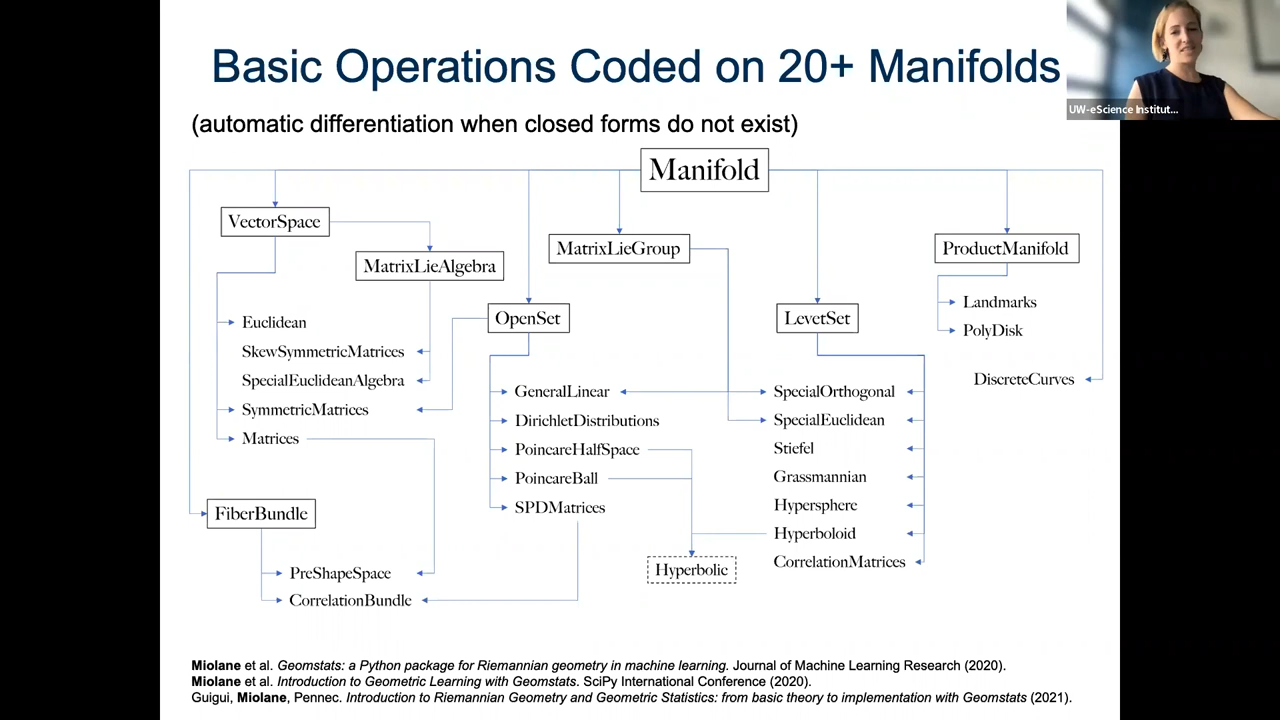 Basic Operations Coded on 20+ Manifolds
UW-eScience Institut...
(automatic differentiation when closed forms do not exist)
Manifold
VectorSpace
MatrixLieGroup
ProductManifold
MatrixLieAlgebra
Landmarks
Euclidean
OpenSet
LevelSet
PolyDisk
SkewSymmetricMatrices
SpecialEuclideanAlgebra
DiscreteCurves
GeneralLinear
SpecialOrthogonal
SymmetricMatrices
DirichletDistributions
SpecialEuclidean
Matrices
PoincareHalfSpace
Stiefel
PoincareBall
Grassmannian
FiberBundle
SPDMatrices
Hypersphere
Hyperboloid
PreShapeSpace
Hyperbolic
CorrelationMatrices
CorrelationBundle
Miolane et al. Geomstats: a Python package for Riemannian geometry in machine learning. Journal of Machine Learning Research (2020).
Miolane et al. Introduction to Geometric Learning with Geomstats. SciPy International Conference (2020).
Guigui, Miolane, Pennec. Introduction to Riemannian Geometry and Geometric Statistics: from basic theory to implementation with Geomstats (2021).